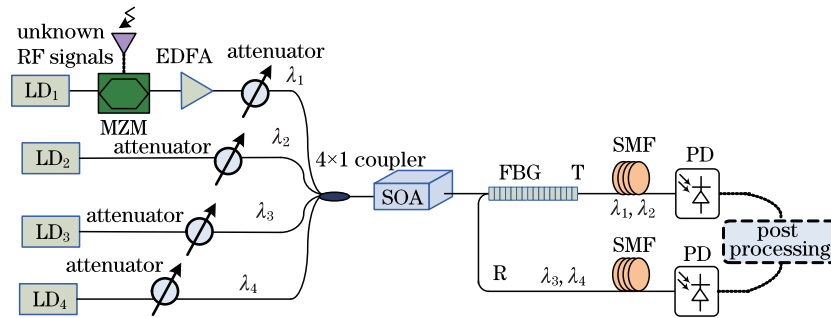 unknown
RF signals
EDFA
attenuator
LD1
λ1
MZM
attenuator
λ2
LD2
4×1 coupler
SMF
PD
FBG
T
SOA
λ1, λ2
attenuator
λ3
LD3
post
processing
SMF
PD
attenuator
R
λ3, λ4
LD4
λ4